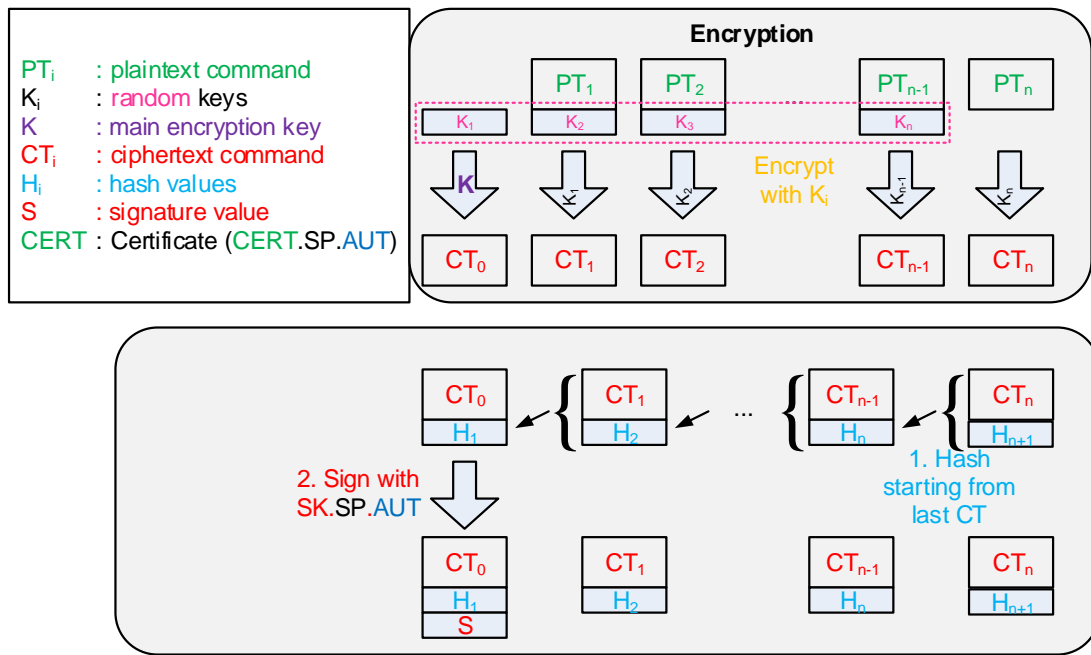 PTi : plaintext command
Ki : random keys
K : main encryption key
CTi : ciphertext command
Hi : hash values
S : signature value
CERT : Certificate (CERT.SP.AUT)
Encryption
PT1 PT2 ... PTn-1 PTn
K1 K2 K3 Kn
K K1 K2 Kn-1 Kn
Encrypt
with Ki
CT0 CT1 CT2 CTn-1 CTn
CT0 CT1 ... CTn-1 CTn
H1 H2 Hn Hn+1
2. Sign with
SK.SP.AUT
1. Hash
starting from
last CT
CT0 CT1 CTn-1 CTn
H1 H2 Hn Hn+1
S